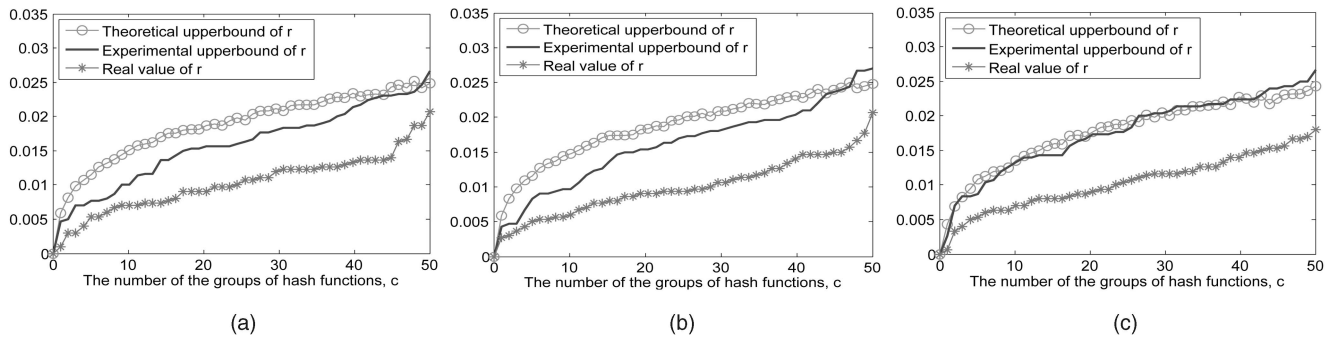 0.035
0.03
0.025
0.02
0.015
0.01
0.005
0
Theoretical upperbound of r
Experimental upperbound of r
Real value of r
0 10 20 30 40 50
The number of the groups of hash functions, c
(a)
0.035
0.03
0.025
0.02
0.015
0.01
0.005
0
Theoretical upperbound of r
Experimental upperbound of r
Real value of r
0 10 20 30 40 50
The number of the groups of hash functions, c
(b)
0.035
0.03
0.025
0.02
0.015
0.01
0.005
0
Theoretical upperbound of r
Experimental upperbound of r
Real value of r
0 10 20 30 40 50
The number of the groups of hash functions, c
(c)